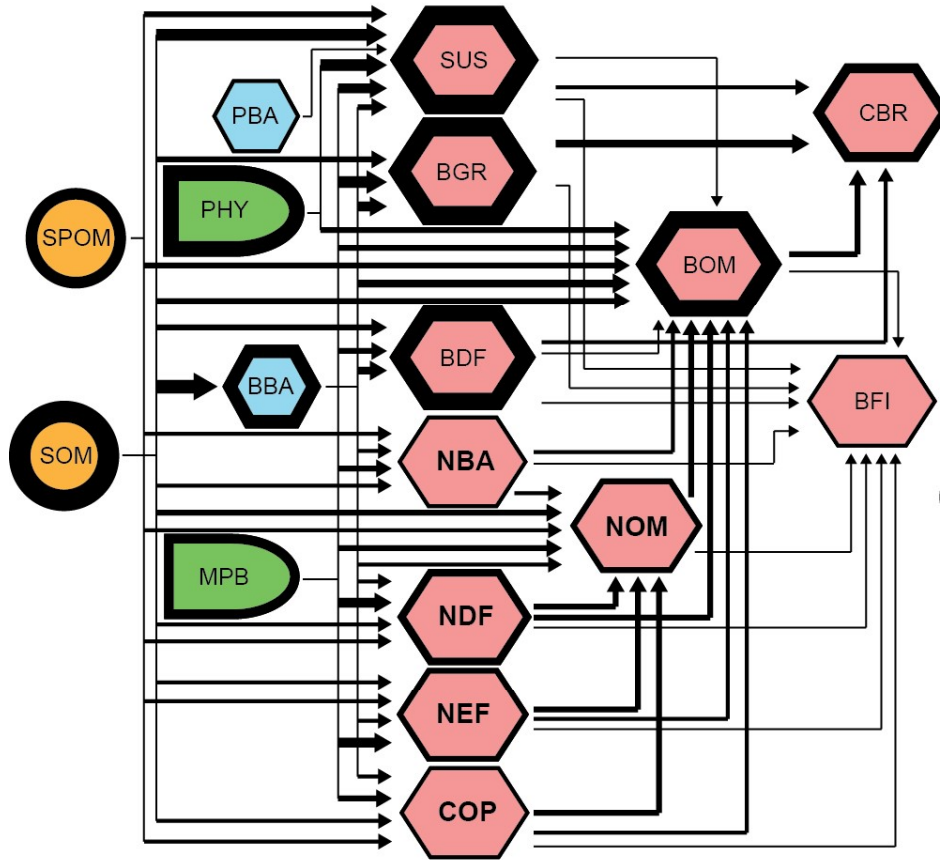 SUS
PBA
CBR
BGR
PHY
SPOM
BOM
BDF
BBA
BFI
SOM
NBA
NOM
MPB
NDF
NEF
COP